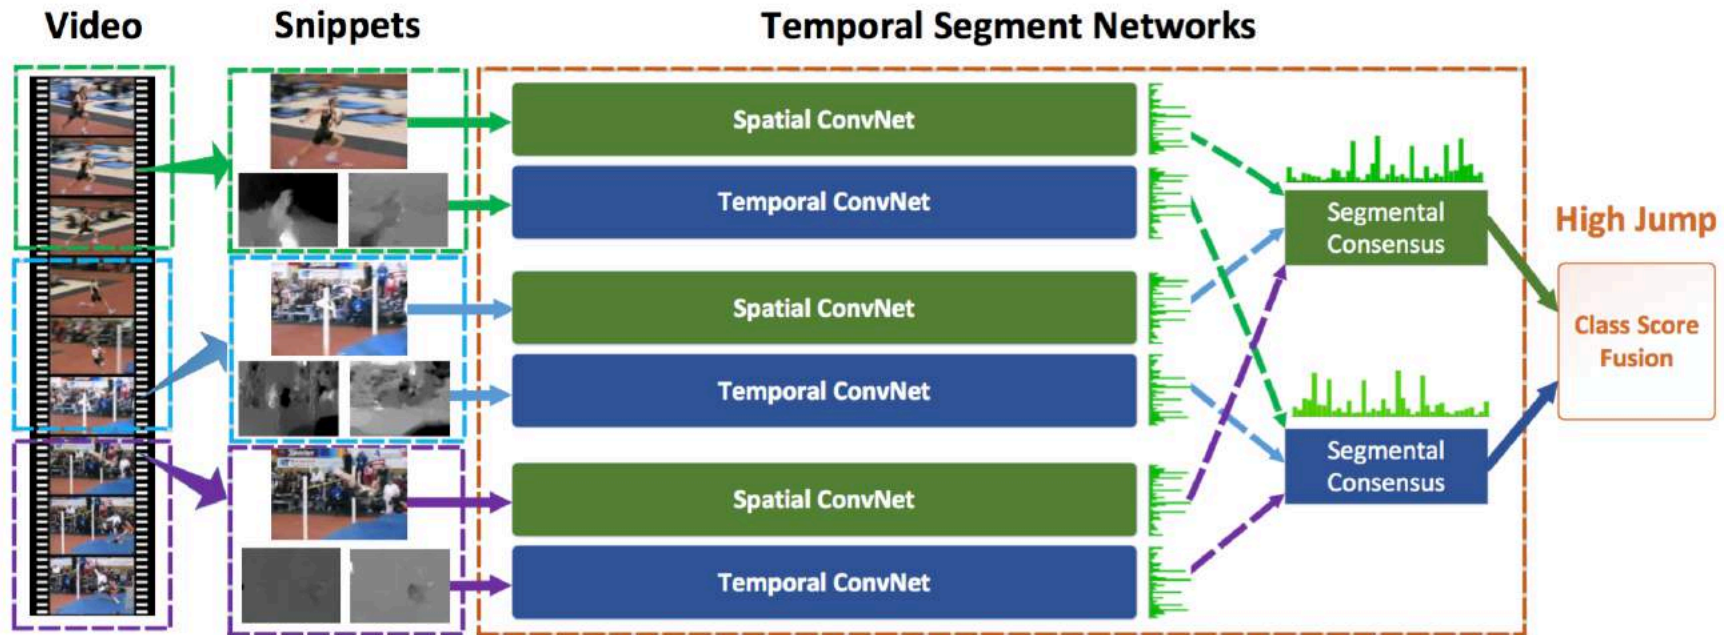 Video
Snippets
Temporal Segment Networks
Spatial ConvNet
Temporal ConvNet
Spatial ConvNet
Temporal ConvNet
Spatial ConvNet
Temporal ConvNet
Segmental
Consensus
Segmental
Consensus
High Jump
Class Score
Fusion